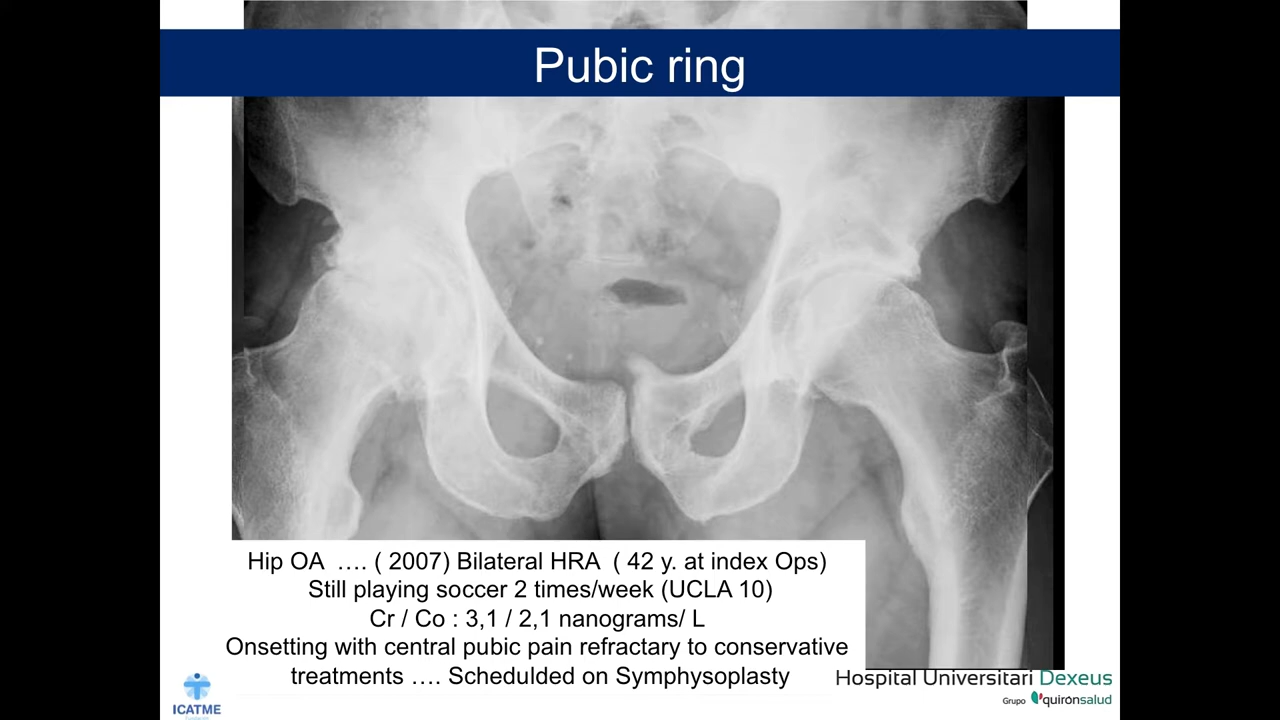 Pubic ring
Hip OA …. ( 2007) Bilateral HRA ( 42 y. at index Ops)
Still playing soccer 2 times/week (UCLA 10)
Cr / Co : 3,1 / 2,1 nanograms/ L
Onsetting with central pubic pain refractory to conservative
treatments …. Schedulded on Symphysoplasty
ICATME
Hospital Universitari Dexeus
Grupo quirónsalud